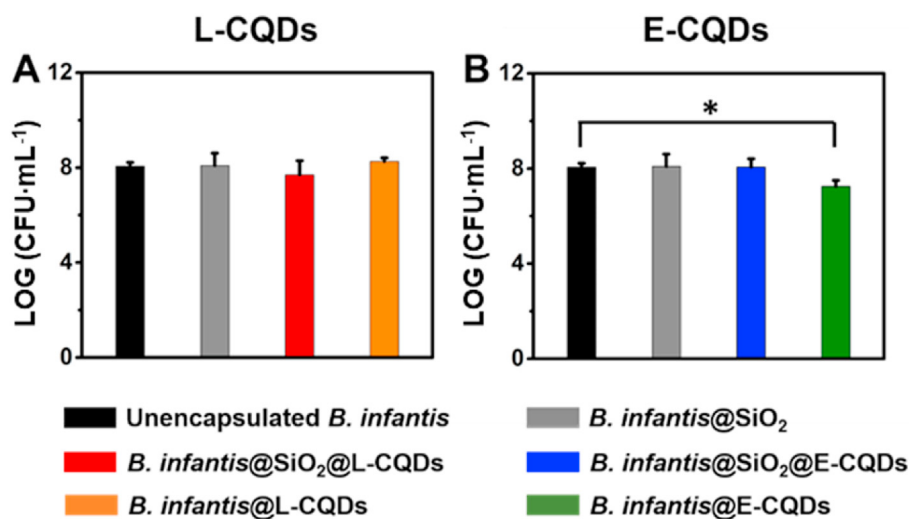 L-CQDs
E-CQDs
A
B
12
8
4
0
LOG (CFU·mL⁻¹)
12
8
4
0
LOG (CFU·mL⁻¹)
*
Unencapsulated B. infantis
B. infantis@SiO₂
B. infantis@SiO₂@L-CQDs
B. infantis@SiO₂@E-CQDs
B. infantis@L-CQDs
B. infantis@E-CQDs